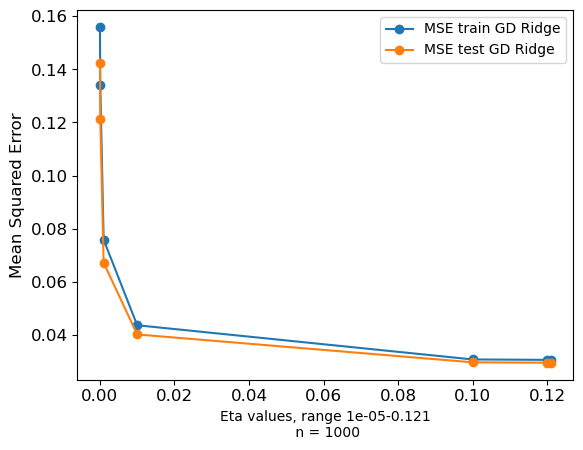 0.16
0.14
0.12
0.10
0.08
0.06
0.04
Mean Squared Error
MSE train GD Ridge
MSE test GD Ridge
0.00 0.02 0.04 0.06 0.08 0.10 0.12
Eta values, range 1e-05-0.121
n = 1000